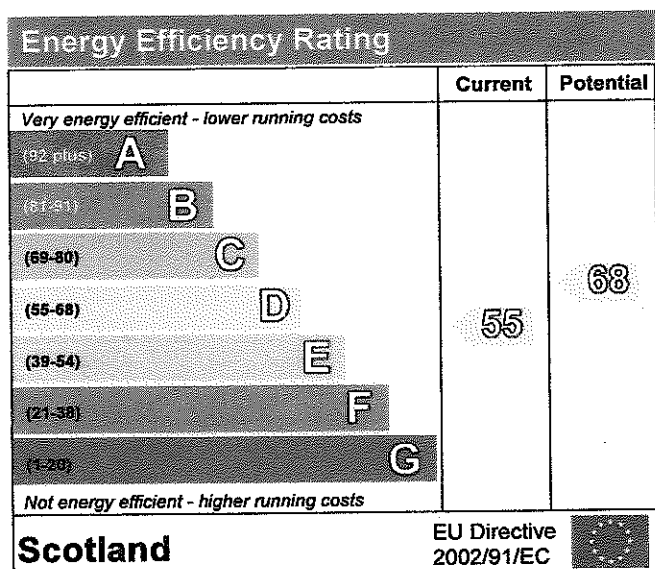 Energy Efficiency Rating
Current Potential
Very energy efficient - lower running costs
(92 plus) A
(81-91) B
(69-80) C
(55-68) D
(39-54) E
(21-38) F
(1-20) G
55
68
Not energy efficient - higher running costs
Scotland
EU Directive
2002/91/EC